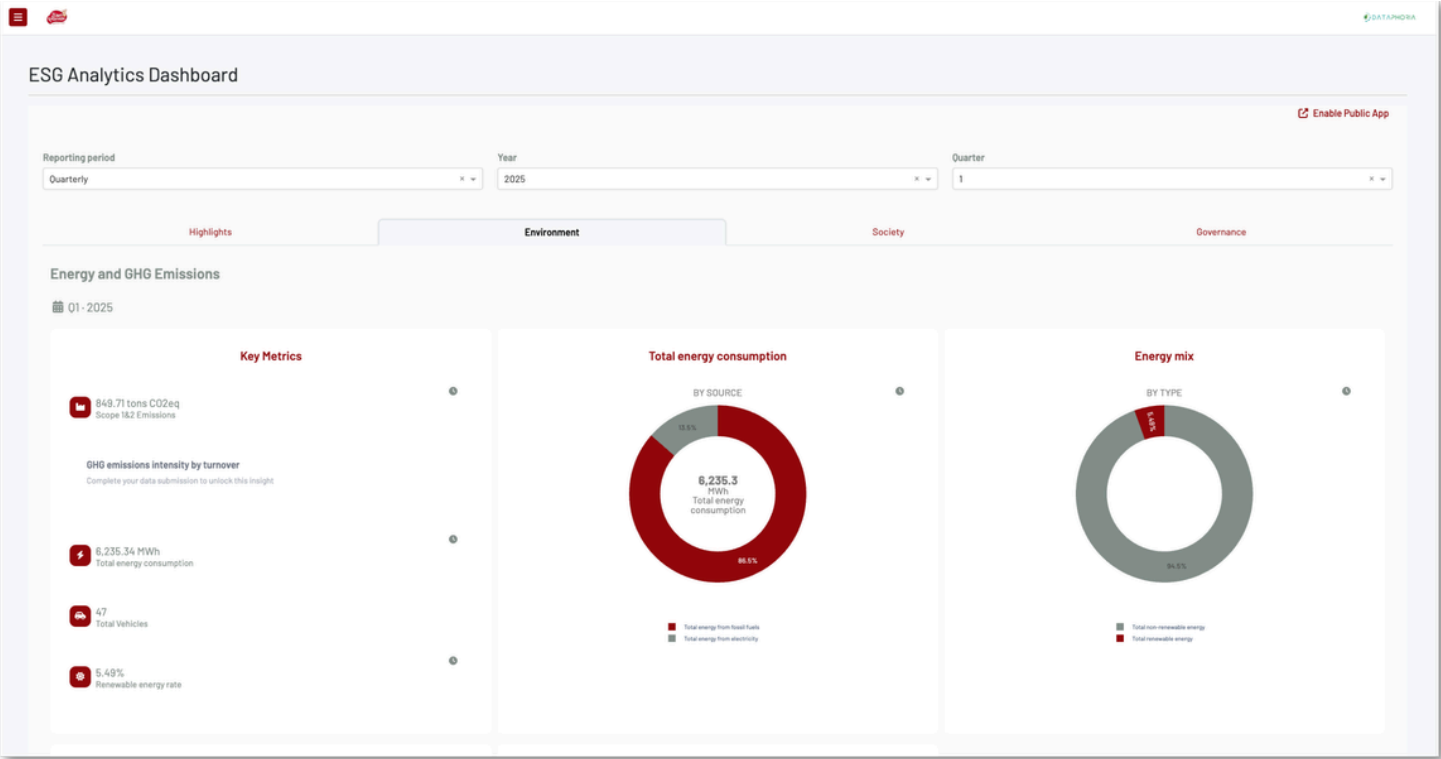 DATAPHORIA
ESG Analytics Dashboard
Enable Public App
Reporting period
Quarterly
Year
2025
Quarter
1
Highlights
Environment
Society
Governance
Energy and GHG Emissions
Q1 - 2025
Key Metrics
849.71 tons CO2eq
Scope 1&2 Emissions
GHG emissions intensity by turnover
Complete your data submission to unlock this insight
6,235.34 MWh
Total energy consumption
47
Total Vehicles
5.49%
Renewable energy rate
Total energy consumption
BY SOURCE
13.5%
6,235.3
MWh
Total energy
consumption
86.5%
Total energy from fossil fuels
Total energy from electricity
Energy mix
BY TYPE
5.49%
94.5%
Total non-renewable energy
Total renewable energy